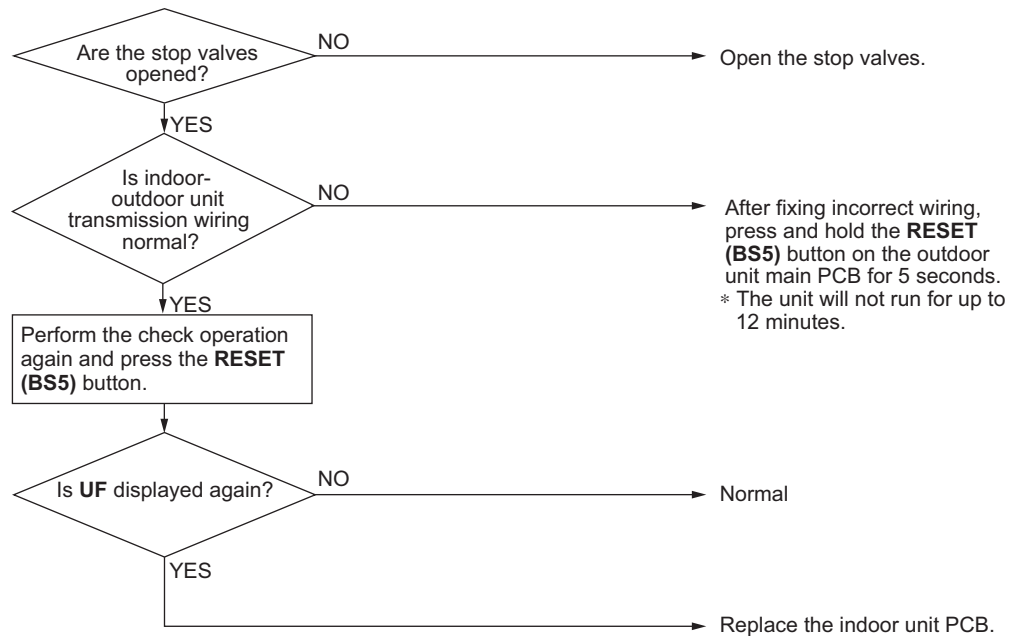 Are the stop valves
opened?
NO
Open the stop valves.
YES
Is indoor-
outdoor unit
transmission wiring
normal?
NO
After fixing incorrect wiring,
press and hold the RESET
(BS5) button on the outdoor
unit main PCB for 5 seconds.
* The unit will not run for up to
12 minutes.
YES
Perform the check operation
again and press the RESET
(BS5) button.
Is UF displayed again?
NO
Normal
YES
Replace the indoor unit PCB.